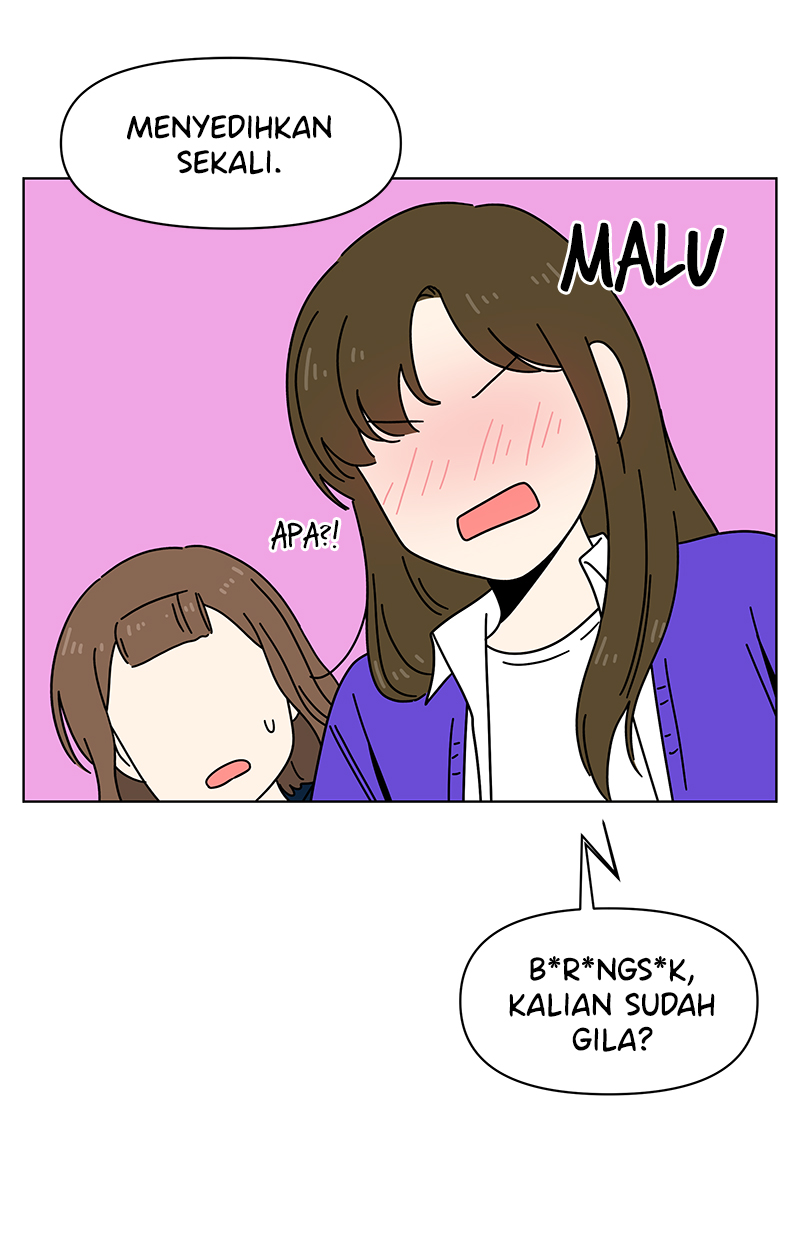 MENYEDIHKAN
SEKALI.
MALU
APA?!
B*R*NGS*K,
KALIAN SUDAH
GILA?